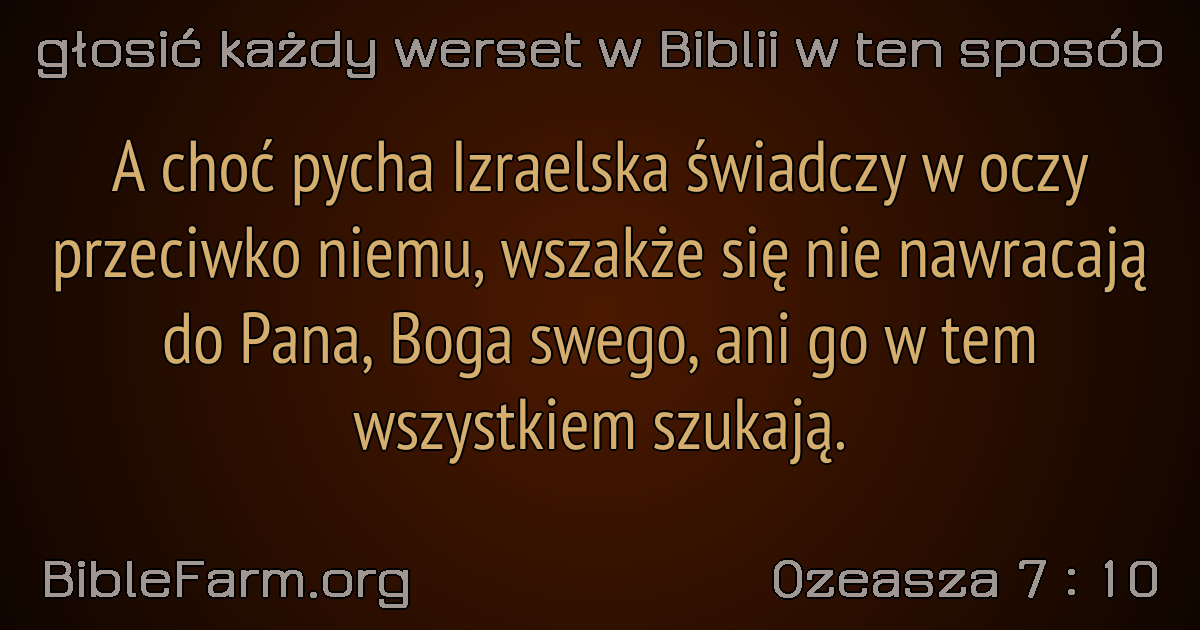 głosić każdy werset w Biblii w ten sposób
A choć pycha Izraelska świadczy w oczy
przeciwko niemu, wszakże się nie nawracają
do Pana, Boga swego, ani go w tem
wszystkiem szukają.
BibleFarm.org
Ozeasza 7 : 10